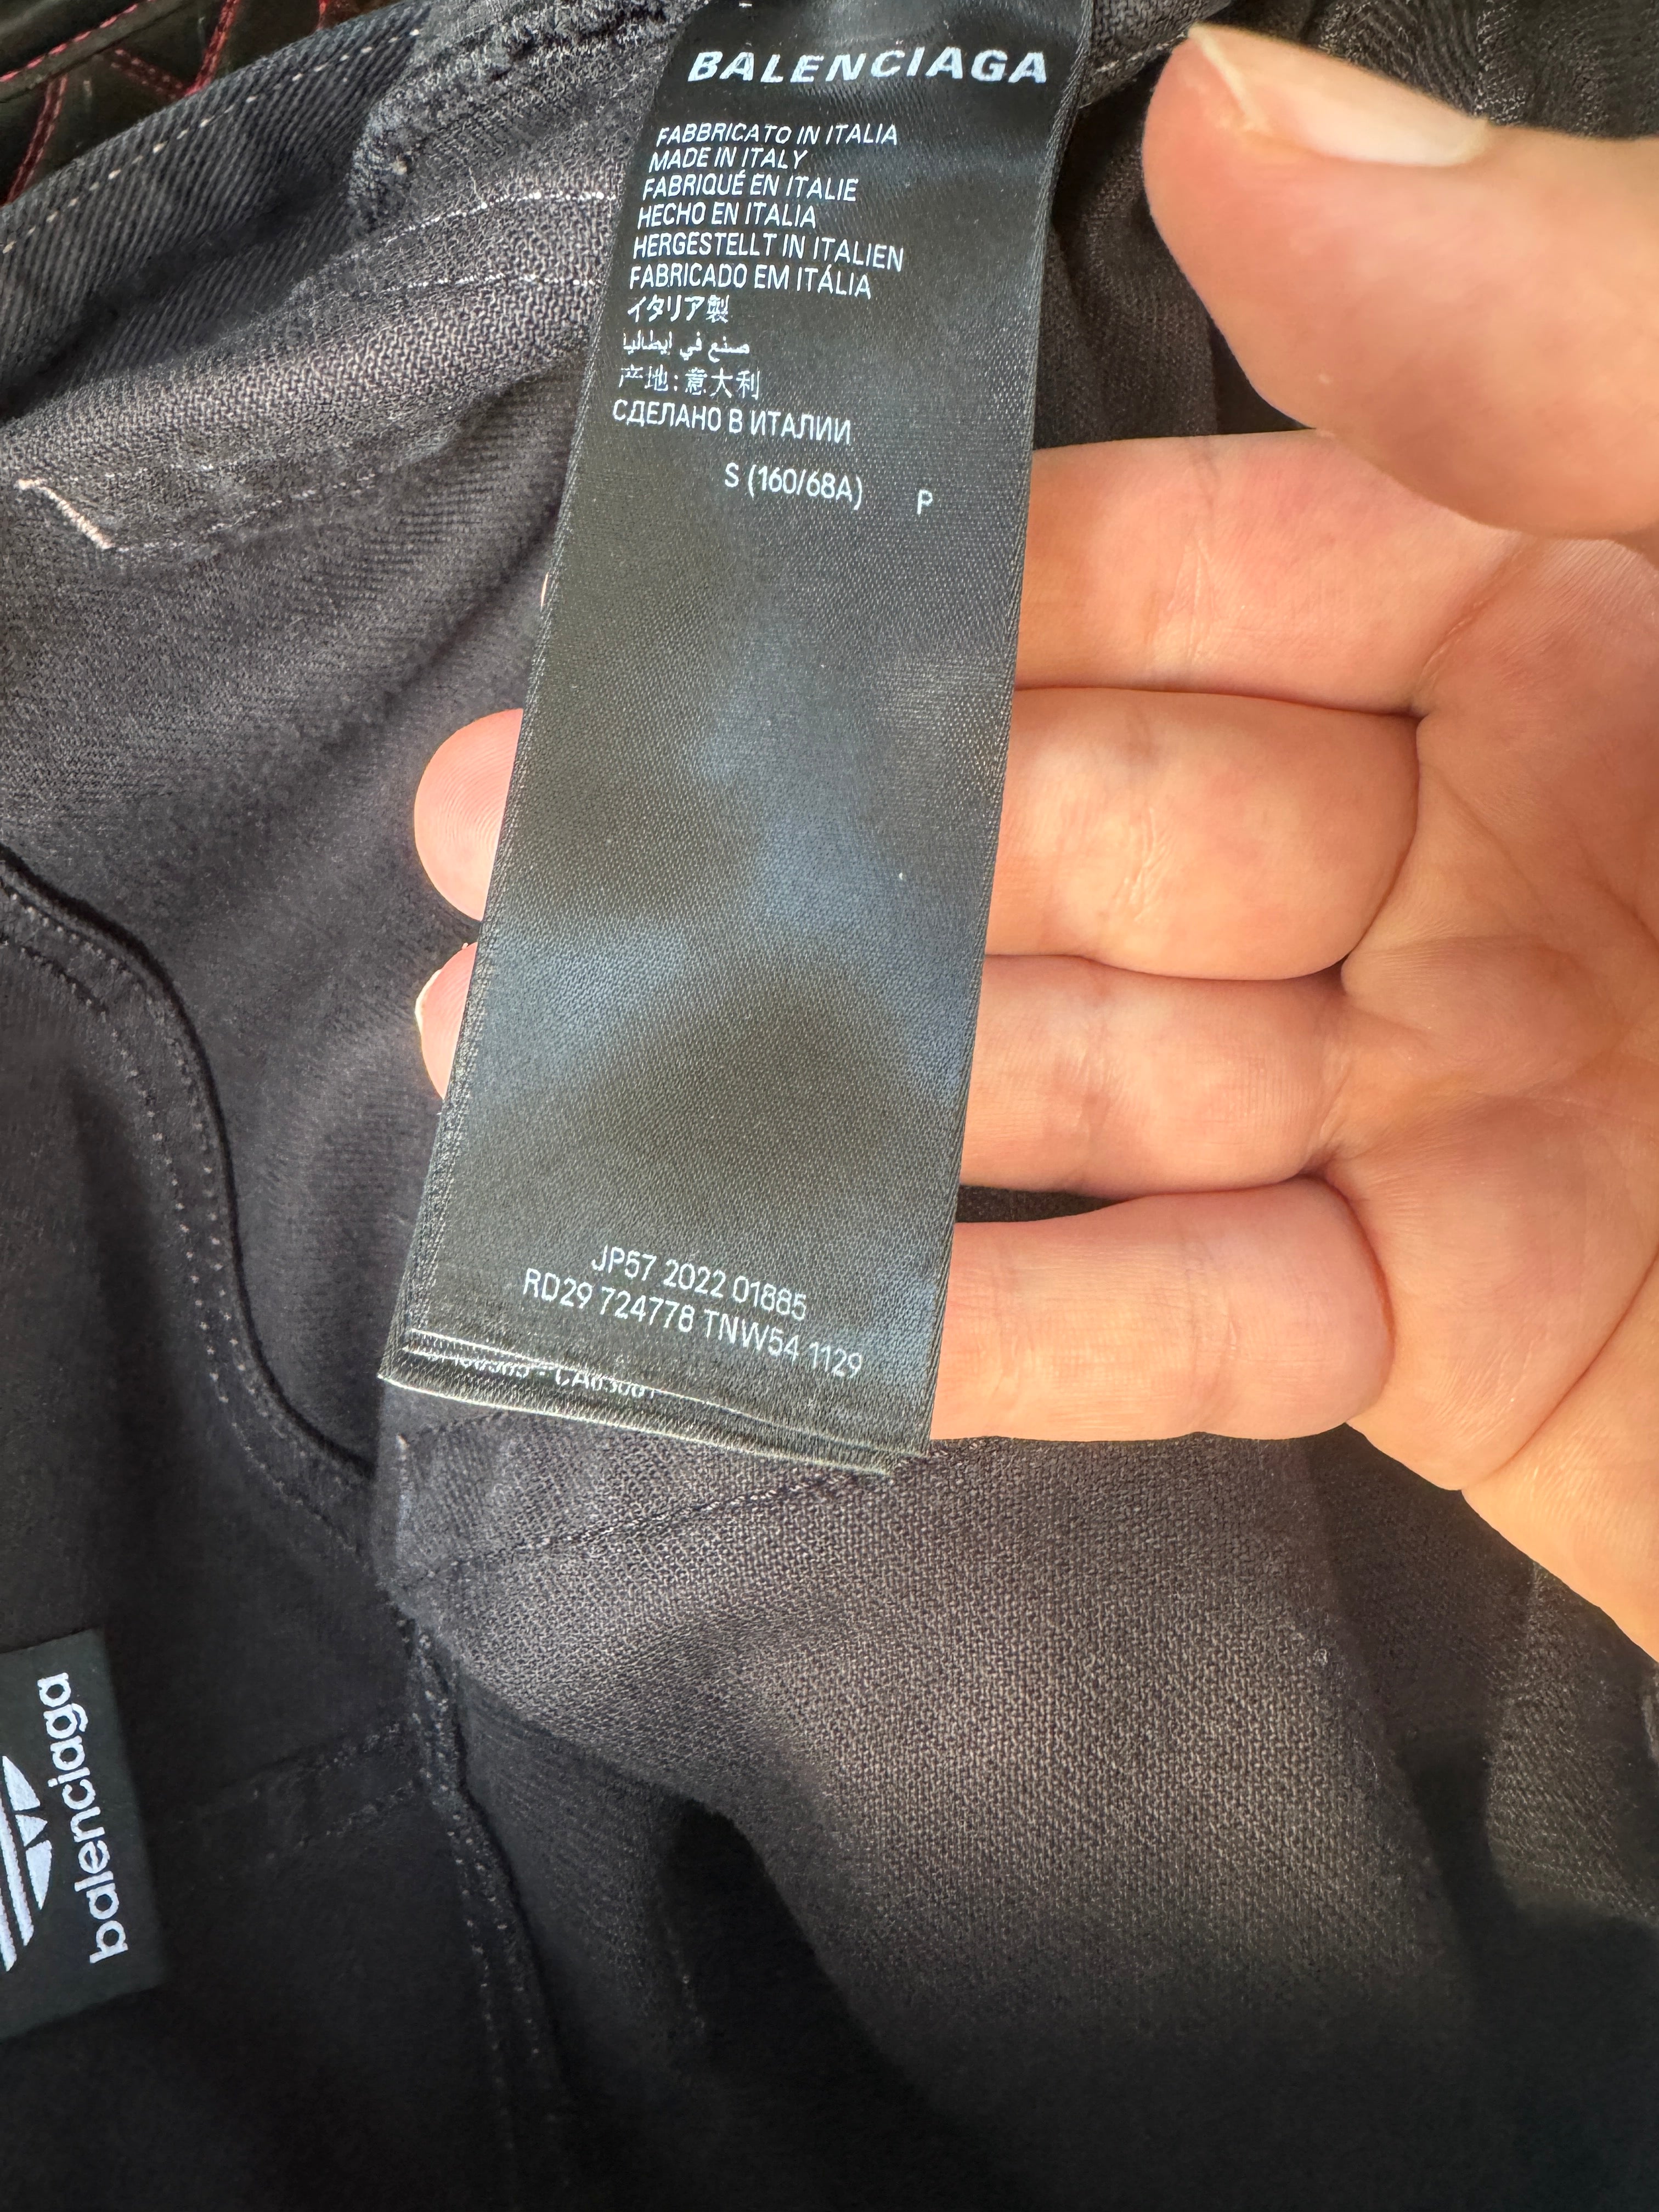 BALENCIAGA
FABBRICATO IN ITALIA
MADE IN ITALY
FABRIQUÉ EN ITALIE
HECHO EN ITALIA
HERGESTELLT IN ITALIEN
FABRICADO EM ITÁLIA
イタリア製
صنع في ايطاليا
产地:意大利
СДЕЛАНО В ИТАЛИИ
S (160/68A) P
JP57 2022 01885
RD29 724778 TNW54 1129
balenciaga